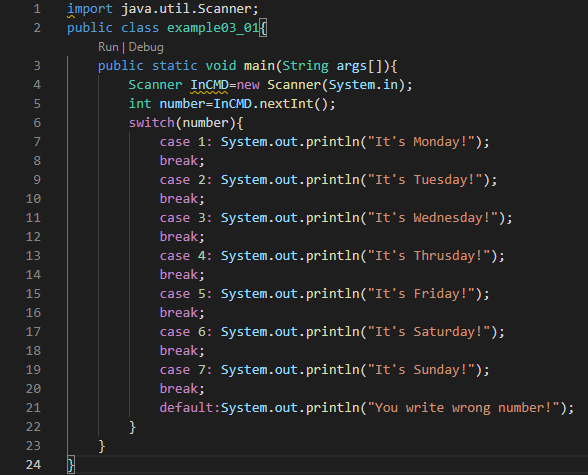 1 import java.util.Scanner;
2 public class example03_01{
Run | Debug
3 public static void main(String args[]){
4 Scanner InCMD=new Scanner(System.in);
5 int number=InCMD.nextInt();
6 switch(number){
7 case 1: System.out.println("It's Monday!");
8 break;
9 case 2: System.out.println("It's Tuesday!");
10 break;
11 case 3: System.out.println("It's Wednesday!");
12 break;
13 case 4: System.out.println("It's Thrusday!");
14 break;
15 case 5: System.out.println("It's Friday!");
16 break;
17 case 6: System.out.println("It's Saturday!");
18 break;
19 case 7: System.out.println("It's Sunday!");
20 break;
21 default:System.out.println("You write wrong number!");
22 }
23 }
24 }